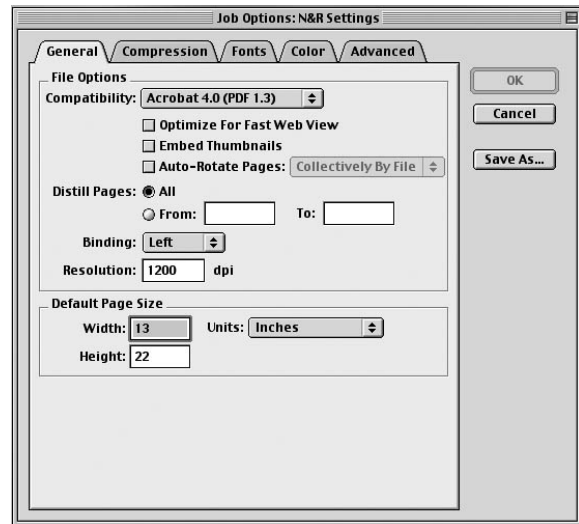 Job Options: N&R Settings
General Compression Fonts Color Advanced
File Options
Compatibility: Acrobat 4.0 (PDF 1.3)
Optimize For Fast Web View
Embed Thumbnails
Auto-Rotate Pages: Collectively By File
Distill Pages: All
From: To:
Binding: Left
Resolution: 1200 dpi
Default Page Size
Width: 13 Units: Inches
Height: 22
OK
Cancel
Save As...